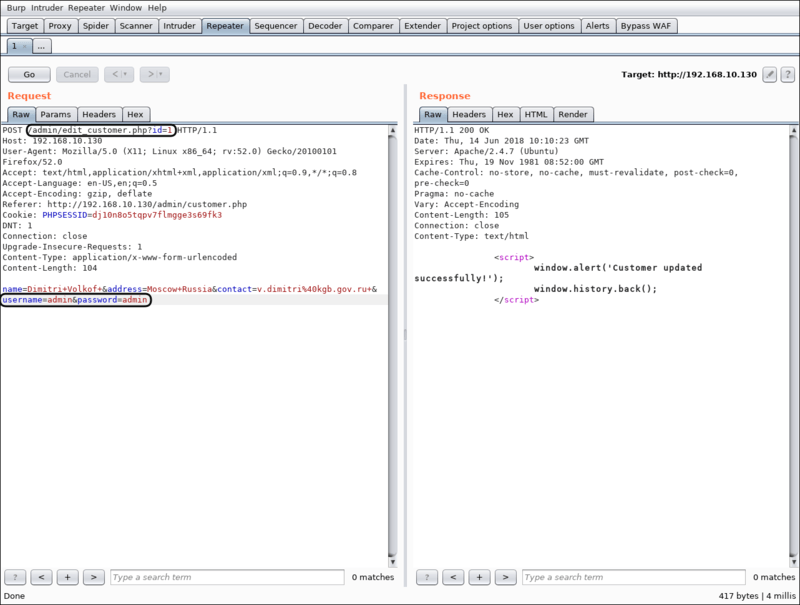 Burp Intruder Repeater Window Help
Target Proxy Spider Scanner Intruder Repeater Sequencer Decoder Comparer Extender Project options User options Alerts Bypass WAF
1 × ...
Go Cancel < | ▾ > | ▾ Target: http://192.168.10.130 ?
Request
Raw Params Headers Hex
POST /admin/edit_customer.php?id=1 HTTP/1.1
Host: 192.168.10.130
User-Agent: Mozilla/5.0 (X11; Linux x86_64; rv:52.0) Gecko/20100101
Firefox/52.0
Accept: text/html,application/xhtml+xml,application/xml;q=0.9,*/*;q=0.8
Accept-Language: en-US,en;q=0.5
Accept-Encoding: gzip, deflate
Referer: http://192.168.10.130/admin/customer.php
Cookie: PHPSESSID=dj10n8o5tqpv7flmgge3s69fk3
DNT: 1
Connection: close
Upgrade-Insecure-Requests: 1
Content-Type: application/x-www-form-urlencoded
Content-Length: 104
name=Dimitri+Volkof+&address=Moscow+Russia&contact=v.dimitri%40kgb.gov.ru+&
username=admin&password=admin
? < + > Type a search term 0 matches
Response
Raw Headers Hex HTML Render
HTTP/1.1 200 OK
Date: Thu, 14 Jun 2018 10:10:23 GMT
Server: Apache/2.4.7 (Ubuntu)
Expires: Thu, 19 Nov 1981 08:52:00 GMT
Cache-Control: no-store, no-cache, must-revalidate, post-check=0,
pre-check=0
Pragma: no-cache
Vary: Accept-Encoding
Content-Length: 105
Connection: close
Content-Type: text/html
<script>
window.alert('Customer updated
successfully!');
window.history.back();
</script>
? < + > Type a search term 0 matches
Done 417 bytes | 4 millis